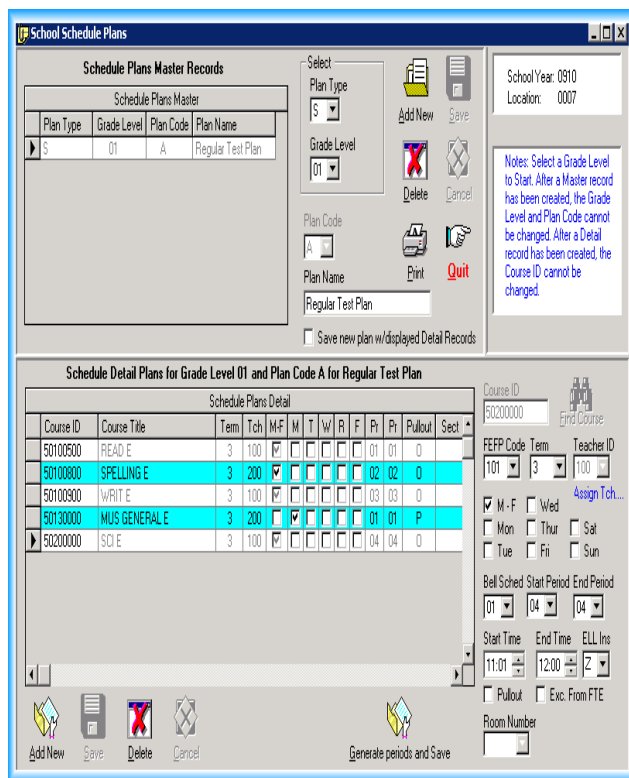 School Schedule Plans
Schedule Plans Master Records
Schedule Plans Master
Plan Type Grade Level Plan Code Plan Name
S 01 A Regular Test Plan
Select
Plan Type
S
Grade Level
01
Plan Code
A
Plan Name
Regular Test Plan
Save new plan w/displayed Detail Records
Add New Save
Delete Cancel
Print Quit
School Year: 0910
Location: 0007
Notes: Select a Grade Level
to Start. After a Master record
has been created, the Grade
Level and Plan Code cannot
be changed. After a Detail
record has been created, the
Course ID cannot be
changed.
Schedule Detail Plans for Grade Level 01 and Plan Code A for Regular Test Plan
Schedule Plans Detail
Course ID Course Title Term Tch M-F M T W R F Pr Pr Pullout Sect
50100500 READ E 3 100 01 01 0
50100800 SPELLING E 3 200 02 02 0
50100900 WRIT E 3 100 03 03 0
50130000 MUS GENERAL E 3 200 01 01 P
50200000 SCI E 3 100 04 04 0
Add New Save Delete Cancel Generate periods and Save
Course ID
50200000 Find Course
FEFP Code Term Teacher ID
101 3 100
Assign Tch....
M - F Wed
Mon Thur Sat
Tue Fri Sun
Bell Sched Start Period End Period
01 04 04
Start Time End Time ELL Ins
11:01 12:00 Z
Pullout Exc. From FTE
Room Number